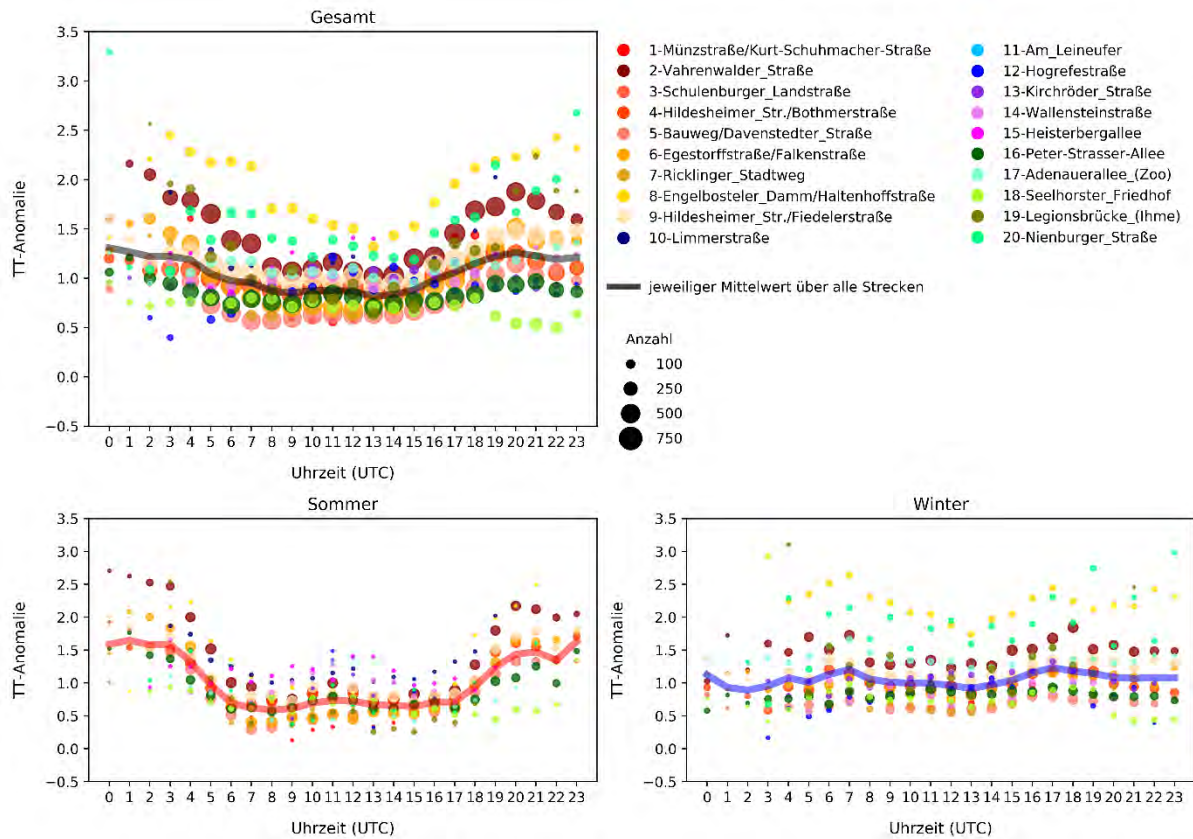 Gesamt
3.5
3.0
2.5
2.0
1.5
1.0
0.5
0.0
−0.5
TT-Anomalie
0 1 2 3 4 5 6 7 8 9 10 11 12 13 14 15 16 17 18 19 20 21 22 23
Uhrzeit (UTC)
1-Münzstraße/Kurt-Schuhmacher-Straße
2-Vahrenwalder_Straße
3-Schulenburger_Landstraße
4-Hildesheimer_Str./Bothmerstraße
5-Bauweg/Davenstedter_Straße
6-Egestorffstraße/Falkenstraße
7-Ricklinger_Stadtweg
8-Engelbosteler_Damm/Haltenhoffstraße
9-Hildesheimer_Str./Fiedelerstraße
10-Limmerstraße
11-Am_Leineufer
12-Hogrefestraße
13-Kirchröder_Straße
14-Wallensteinstraße
15-Heisterbergallee
16-Peter-Strasser-Allee
17-Adenauerallee_(Zoo)
18-Seelhorster_Friedhof
19-Legionsbrücke_(Ihme)
20-Nienburger_Straße
jeweiliger Mittelwert über alle Strecken
Anzahl
100
250
500
750
Sommer
3.5
3.0
2.5
2.0
1.5
1.0
0.5
0.0
−0.5
TT-Anomalie
0 1 2 3 4 5 6 7 8 9 10 11 12 13 14 15 16 17 18 19 20 21 22 23
Uhrzeit (UTC)
Winter
3.5
3.0
2.5
2.0
1.5
1.0
0.5
0.0
−0.5
TT-Anomalie
0 1 2 3 4 5 6 7 8 9 10 11 12 13 14 15 16 17 18 19 20 21 22 23
Uhrzeit (UTC)